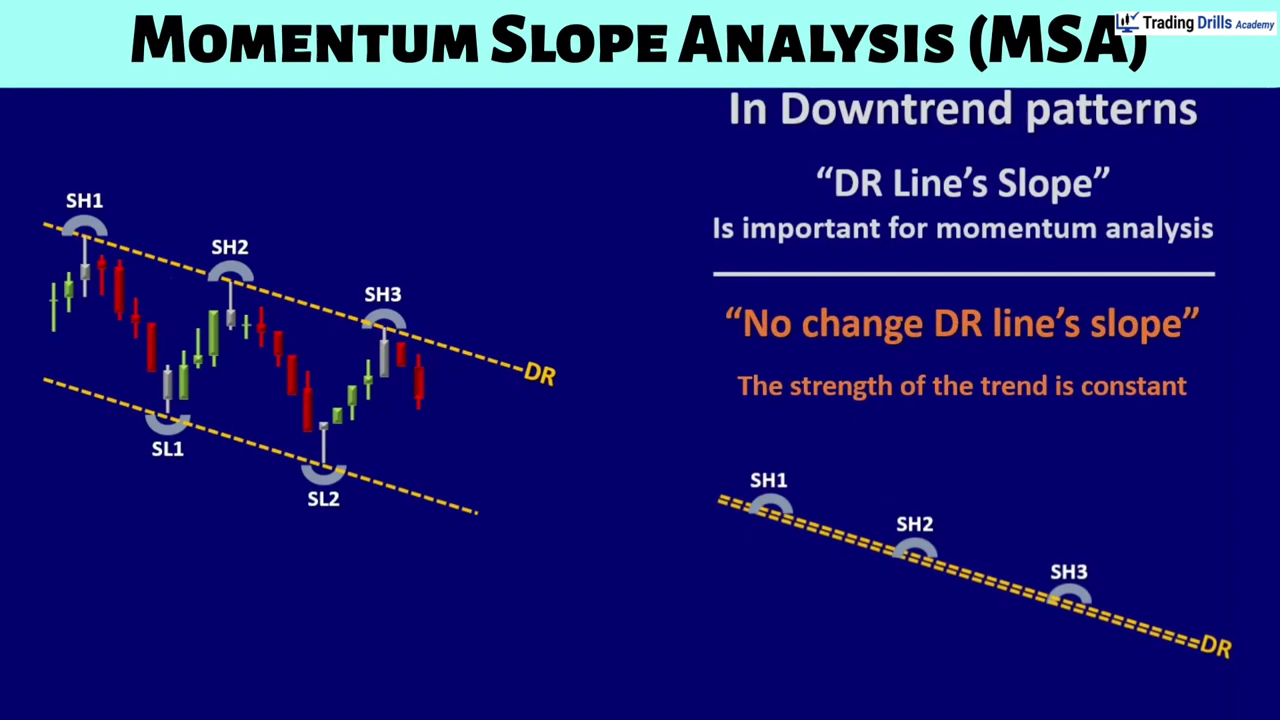 MOMENTUM SLOPE ANALYSIS (MSA)
Trading Drills Academy
In Downtrend patterns
“DR Line’s Slope”
Is important for momentum analysis
“No change DR line’s slope”
The strength of the trend is constant
SH1
SH2
SH3
DR
SL1
SL2
SH1
SH2
SH3
DR